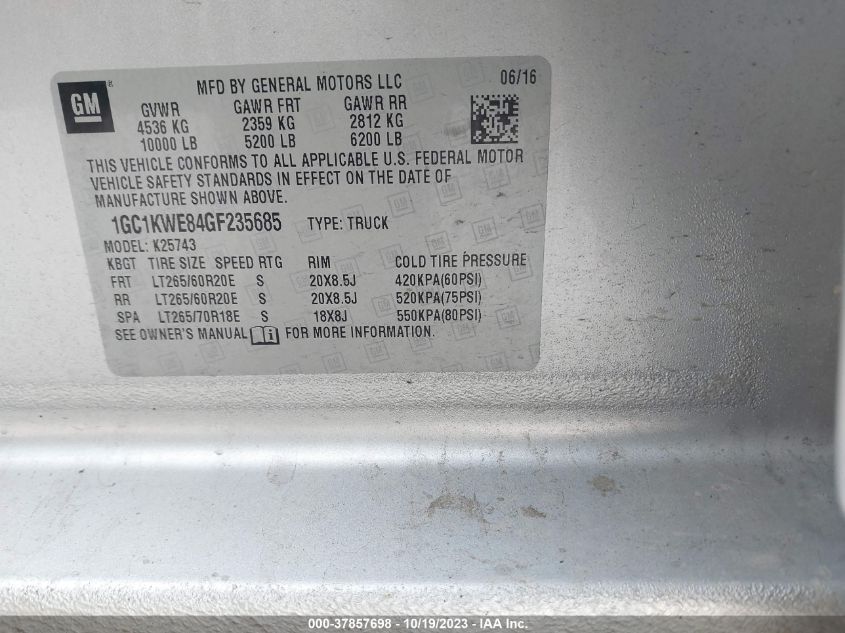 GM
MFD BY GENERAL MOTORS LLC 06/16
GVWR GAWR FRT GAWR RR
4536 KG 2359 KG 2812 KG
10000 LB 5200 LB 6200 LB
THIS VEHICLE CONFORMS TO ALL APPLICABLE U.S. FEDERAL MOTOR
VEHICLE SAFETY STANDARDS IN EFFECT ON THE DATE OF
MANUFACTURE SHOWN ABOVE.
1GC1KWE84GF235685 TYPE: TRUCK
MODEL: K25743
KBGT TIRE SIZE SPEED RTG RIM COLD TIRE PRESSURE
FRT LT265/60R20E S 20X8.5J 420KPA(60PSI)
RR LT265/60R20E S 20X8.5J 520KPA(75PSI)
SPA LT265/70R18E S 18X8J 550KPA(80PSI)
SEE OWNER'S MANUAL i FOR MORE INFORMATION.
000-37857698 - 10/19/2023 - IAA Inc.